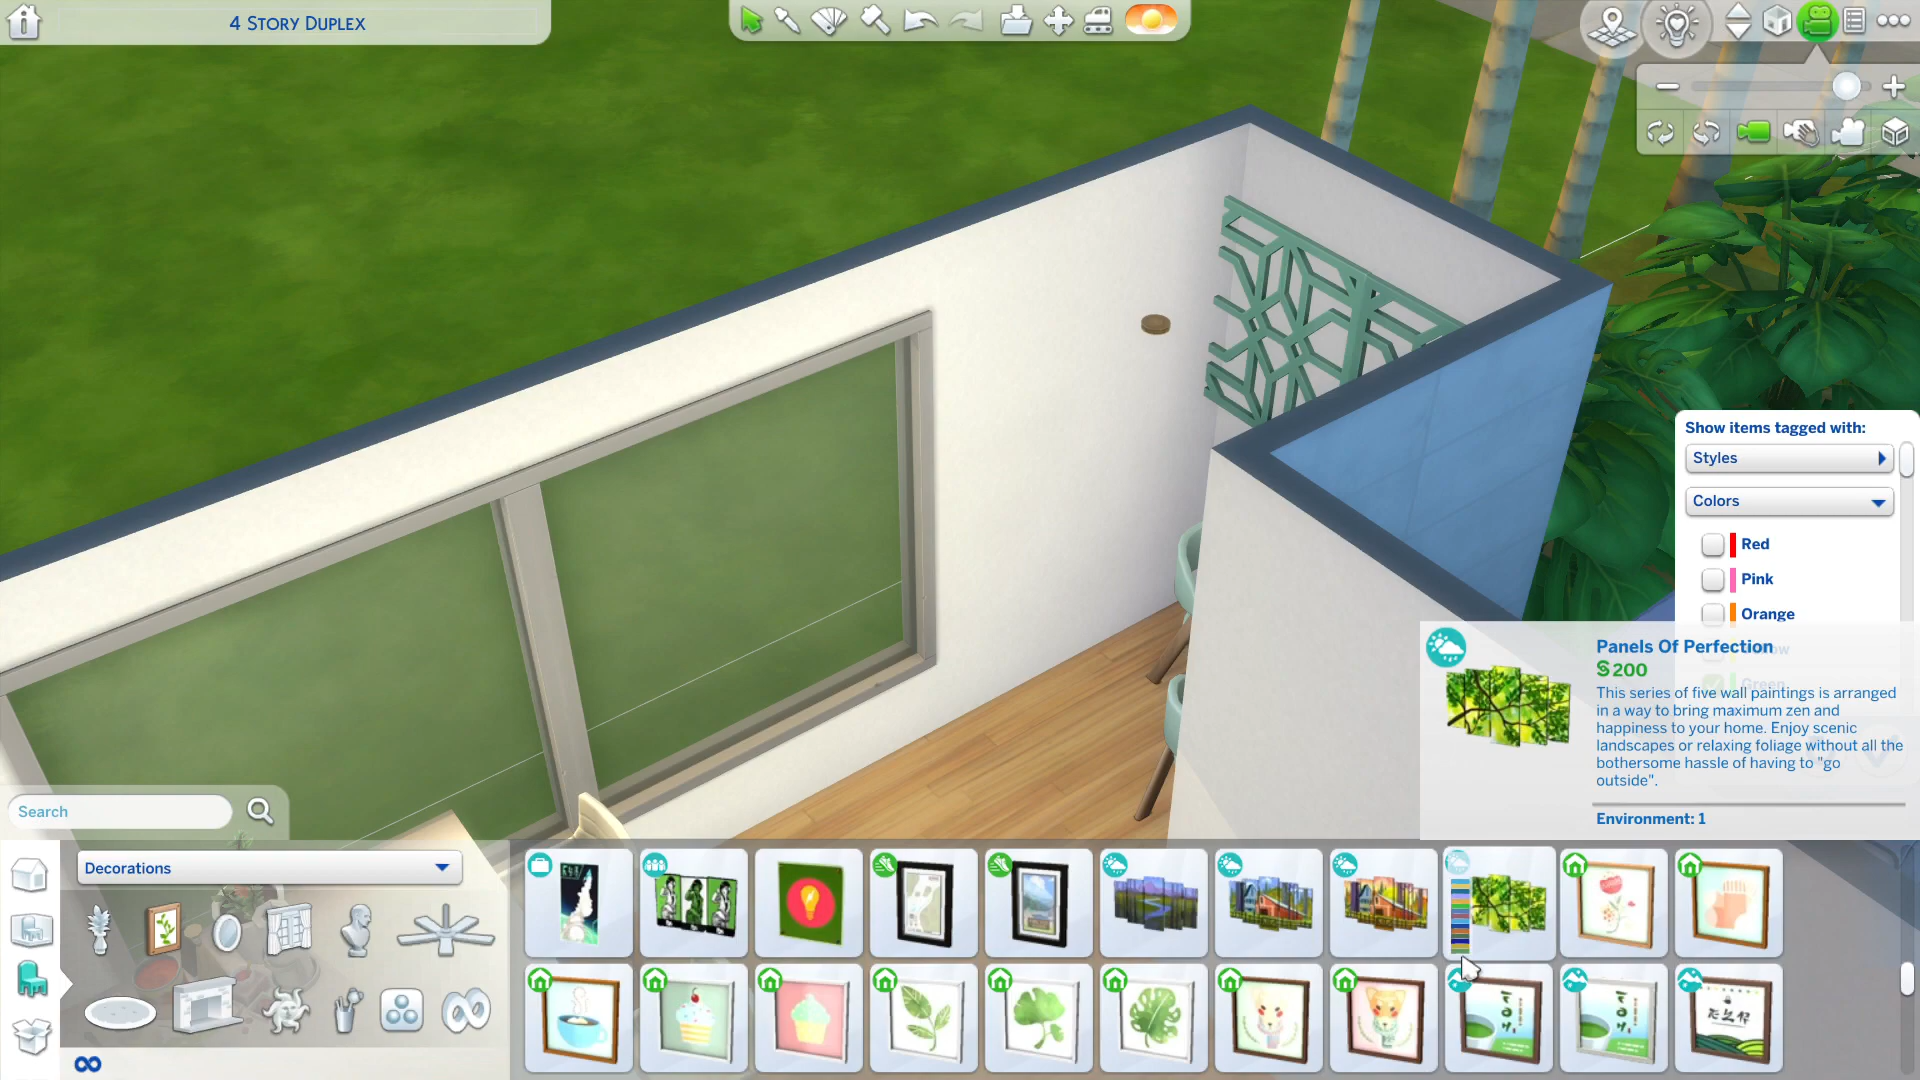 4 Story Duplex
Show items tagged with:
Styles
Colors
Red
Pink
Orange
Green
Panels Of Perfection
§200
This series of five wall paintings is arranged
in a way to bring maximum zen and
happiness to your home. Enjoy scenic
landscapes or relaxing foliage without all the
bothersome hassle of having to "go
outside".
Environment: 1
Search
Decorations